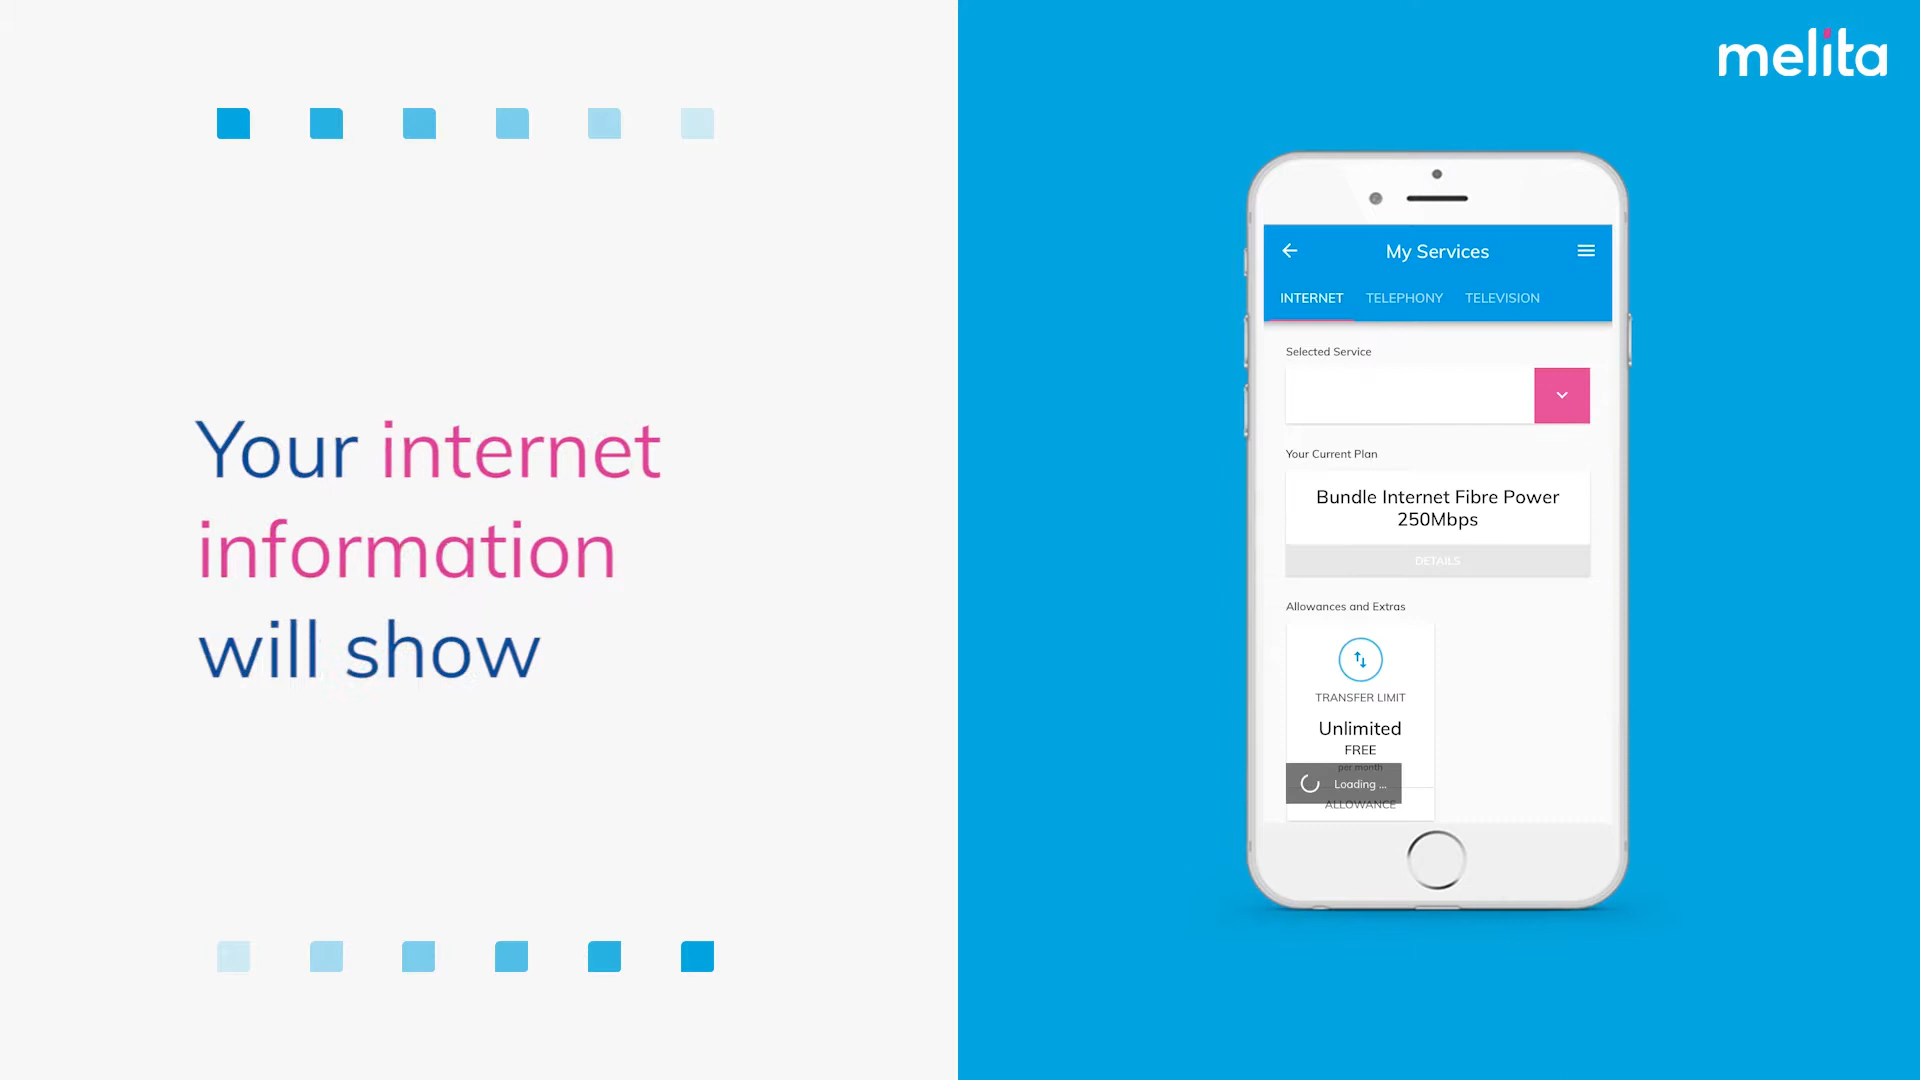 melita
Your internet
information
will show
My Services
INTERNET TELEPHONY TELEVISION
Selected Service
Your Current Plan
Bundle Internet Fibre Power
250Mbps
DETAILS
Allowances and Extras
TRANSFER LIMIT
Unlimited
FREE
per month
Loading ...
ALLOWANCE